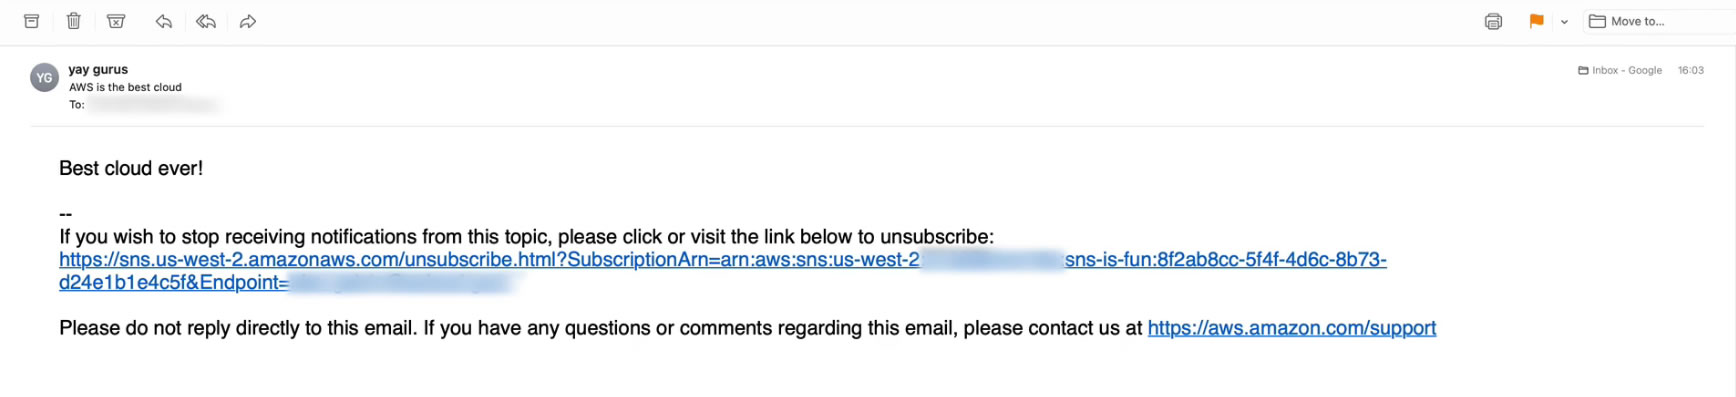 Move to...
YG
yay gurus
Inbox - Google 16:03
AWS is the best cloud
To:
Best cloud ever!
--
If you wish to stop receiving notifications from this topic, please click or visit the link below to unsubscribe:
https://sns.us-west-2.amazonaws.com/unsubscribe.html?SubscriptionArn=arn:aws:sns:us-west-2 :sns-is-fun:8f2ab8cc-5f4f-4d6c-8b73-
d24e1b1e4c5f&Endpoint=
Please do not reply directly to this email. If you have any questions or comments regarding this email, please contact us at https://aws.amazon.com/support